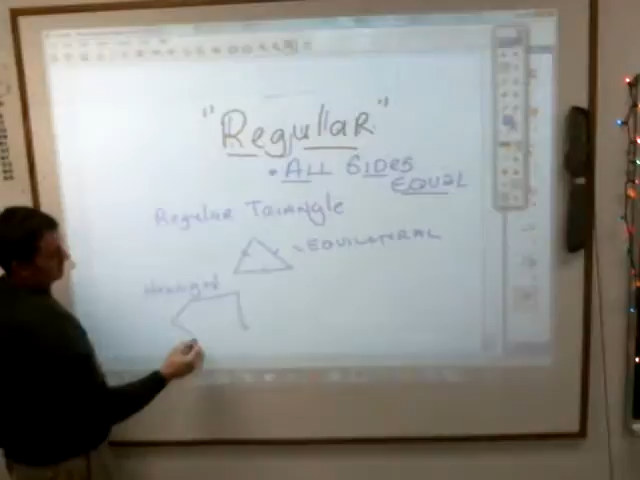 "Regular"
• ALL SIDES
EQUAL
REGULAR TRIANGLE
EQUILATERAL